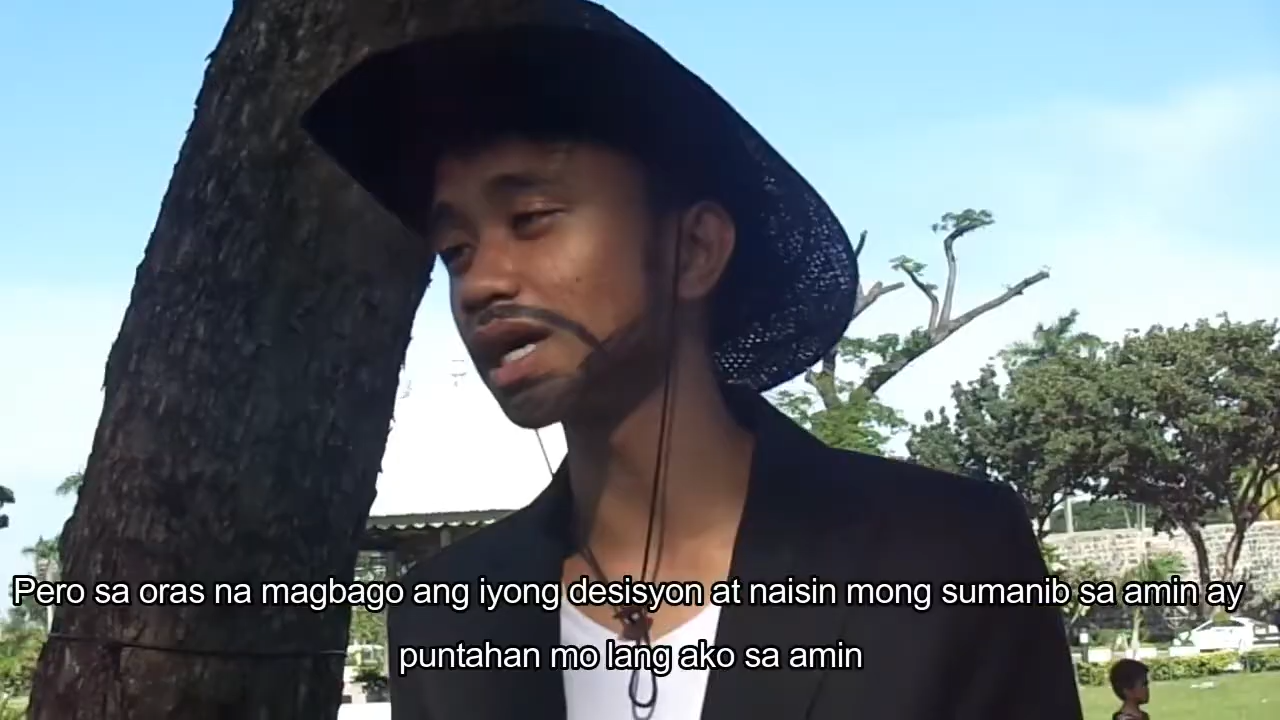 Pero sa oras na magbago ang iyong desisyon at naisin mong sumanib sa amin ay
puntahan mo lang ako sa amin